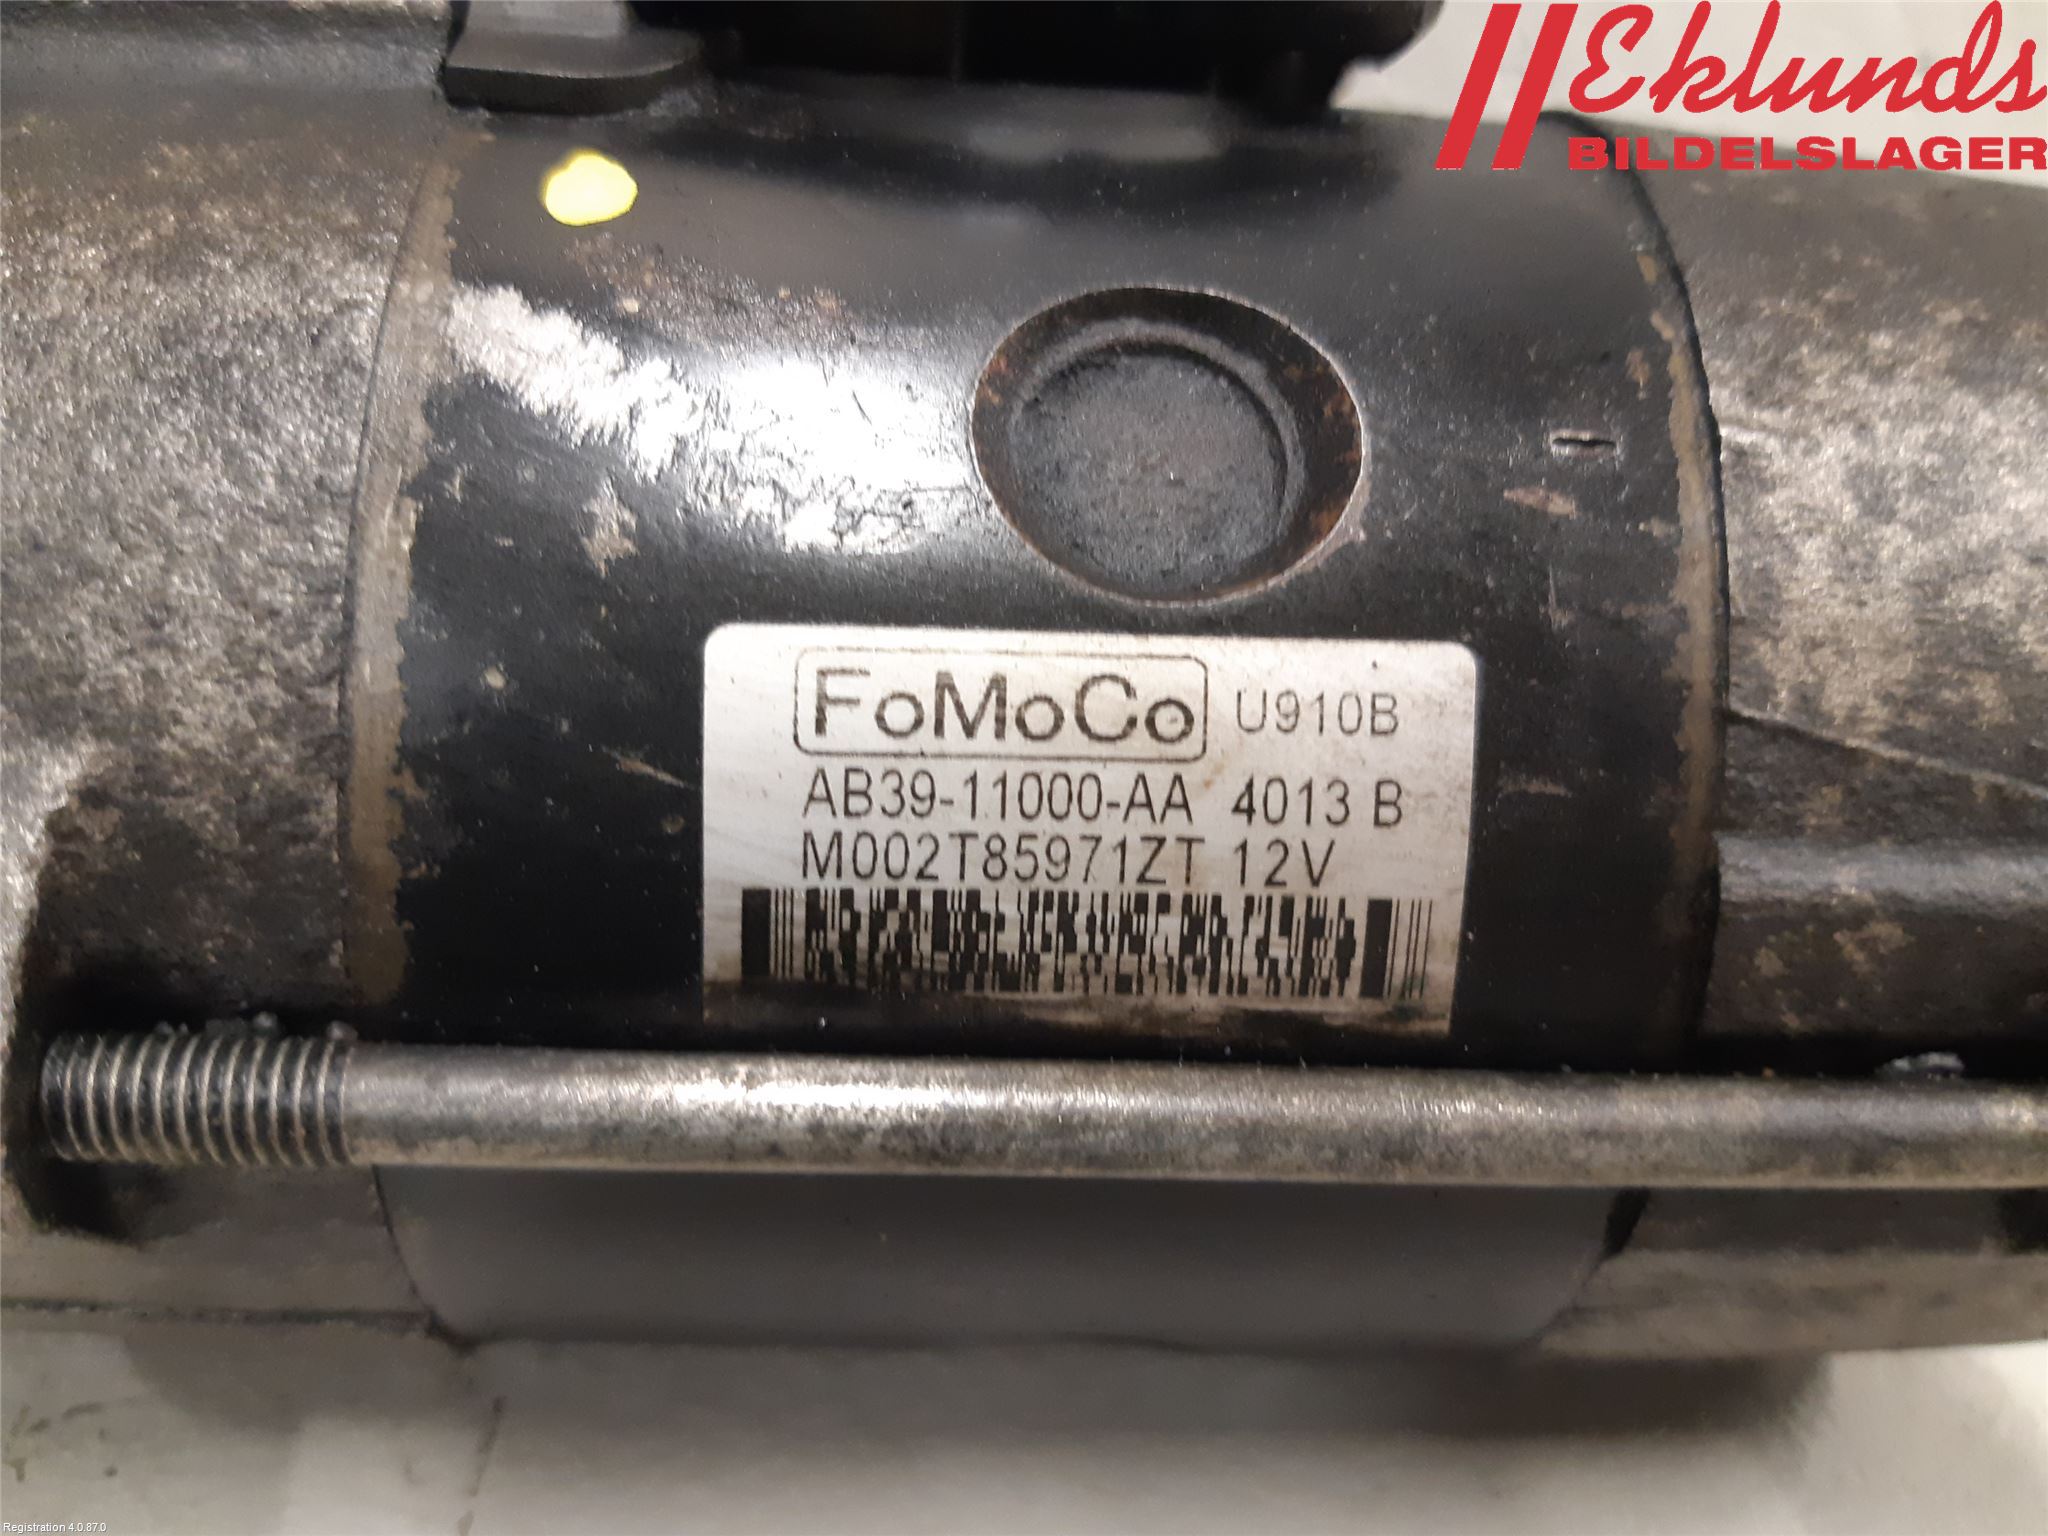 Eklunds
BILDELSLAGER
FoMoCo U910B
AB39-11000-AA 4013 B
M002T85971ZT 12V
Registration 4.0.87.0